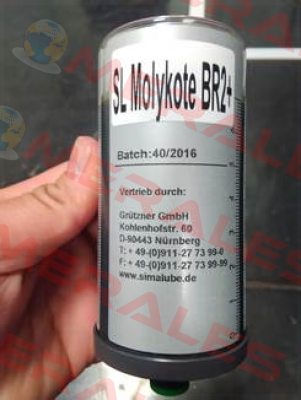 SL Molykote BR2+
Batch:40/2016
Vertrieb durch:
Grützner GmbH
Kohlenhofstr. 60
D-90443 Nürnberg
T: + 49-(0)911-27 73 99-0
F: + 49-(0)911-27 73 99-99
www.simalube.de